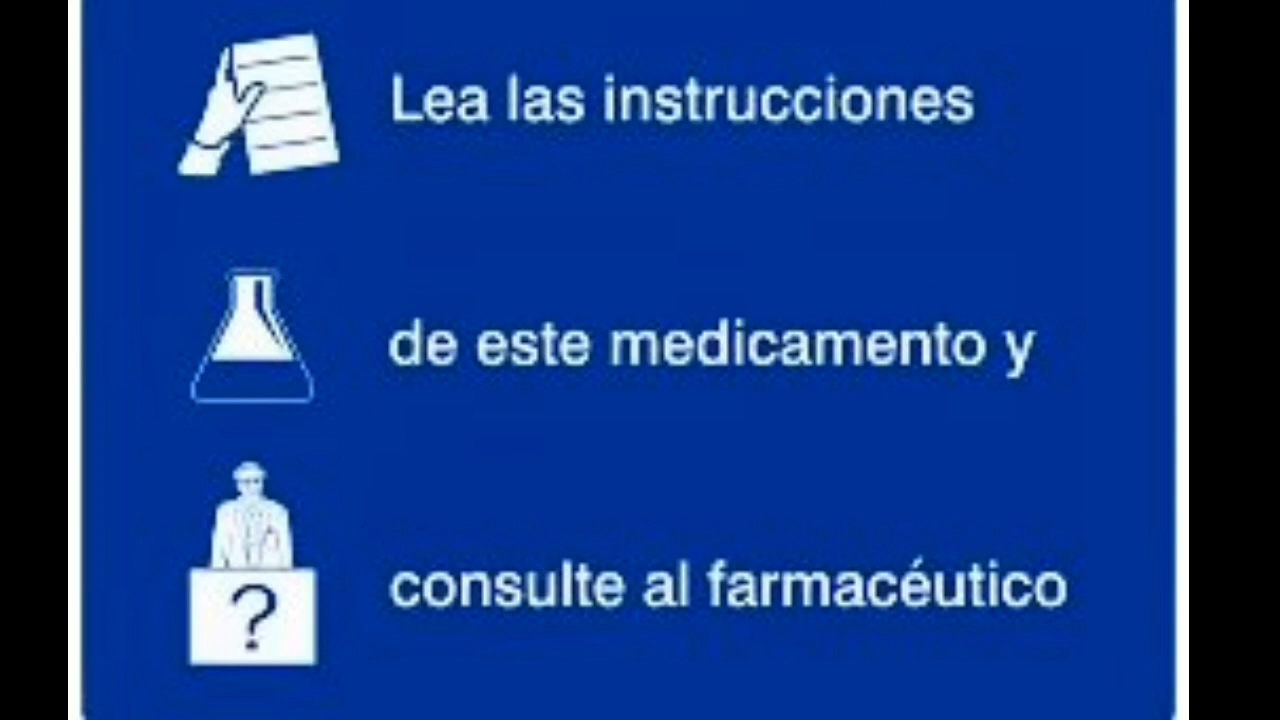 Lea las instrucciones
de este medicamento y
consulte al farmacéutico
?